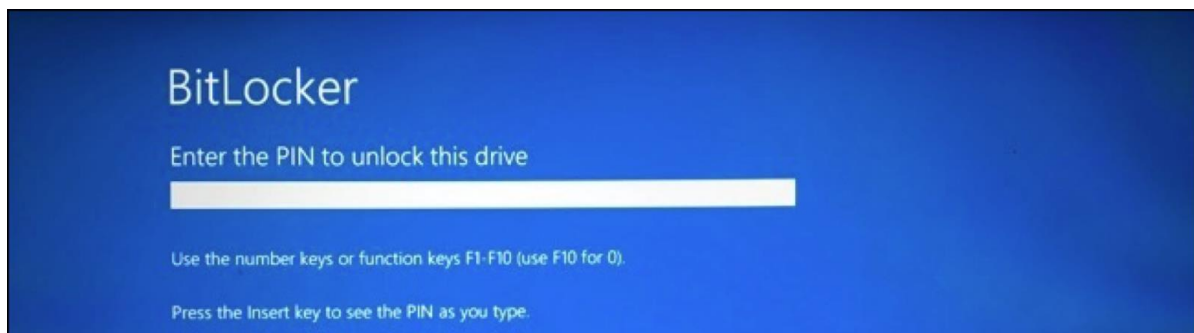 BitLocker
Enter the PIN to unlock this drive
Use the number keys or function keys F1-F10 (use F10 for 0).
Press the Insert key to see the PIN as you type.